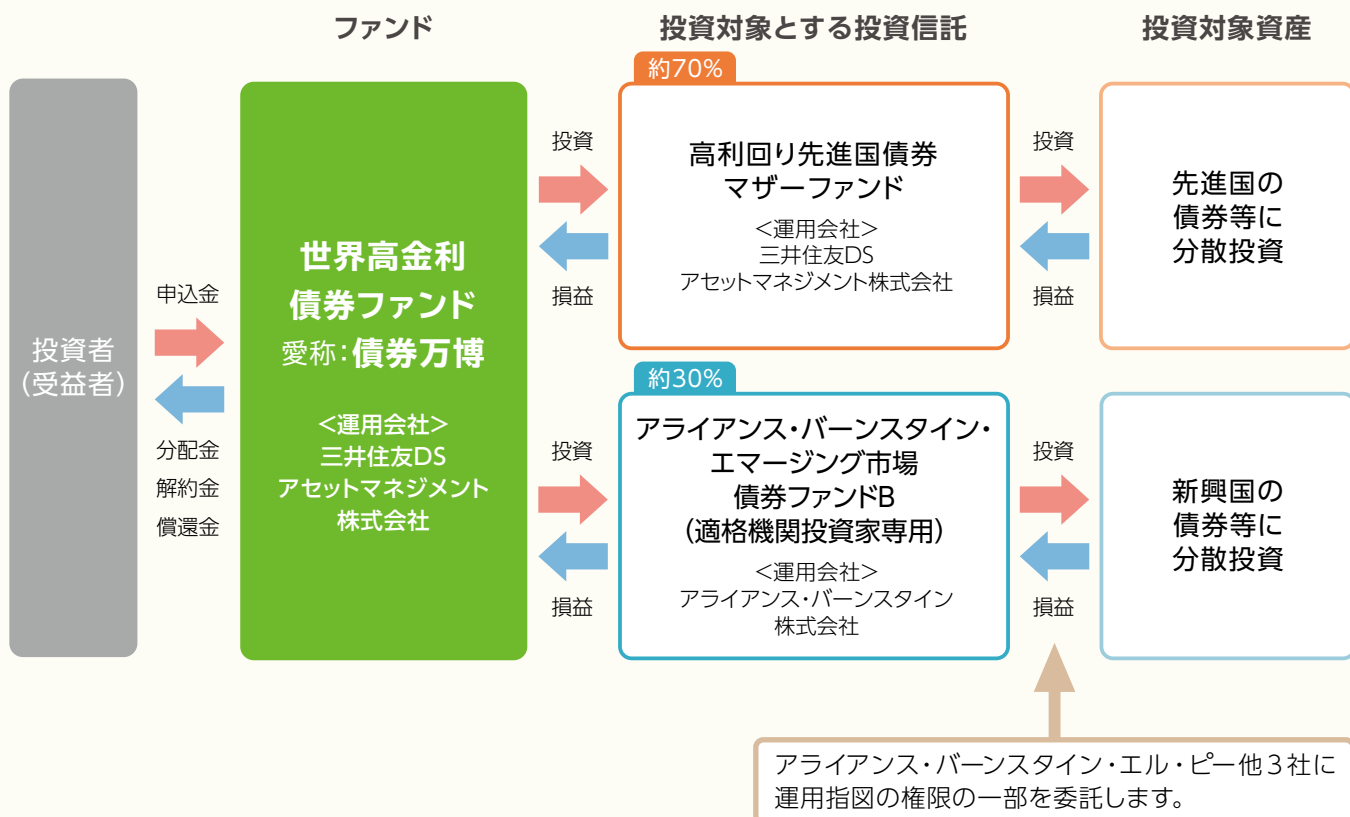 ファンド
投資対象とする投資信託
投資対象資産
投資者
(受益者)
申込金
分配金
解約金
償還金
世界高金利
債券ファンド
愛称:債券万博
<運用会社>
三井住友DS
アセットマネジメント
株式会社
投資
損益
投資
損益
約70%
高利回り先進国債券
マザーファンド
<運用会社>
三井住友DS
アセットマネジメント株式会社
投資
損益
先進国の
債券等に
分散投資
約30%
アライアンス・バーンスタイン・
エマージング市場
債券ファンドB
(適格機関投資家専用)
<運用会社>
アライアンス・バーンスタイン
株式会社
投資
損益
新興国の
債券等に
分散投資
アライアンス・バーンスタイン・エル・ピー他3社に
運用指図の権限の一部を委託します。